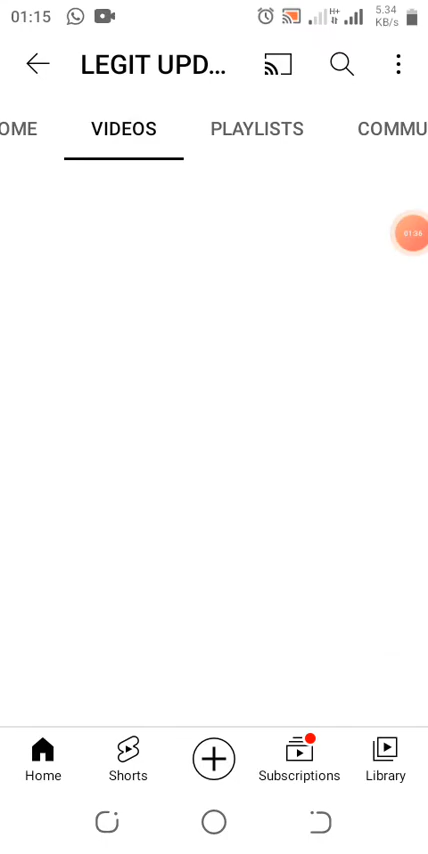 01:15
H+
5.34
KB/s
LEGIT UPD...
OME
VIDEOS
PLAYLISTS
COMMU
01:36
Home
Shorts
Subscriptions
Library